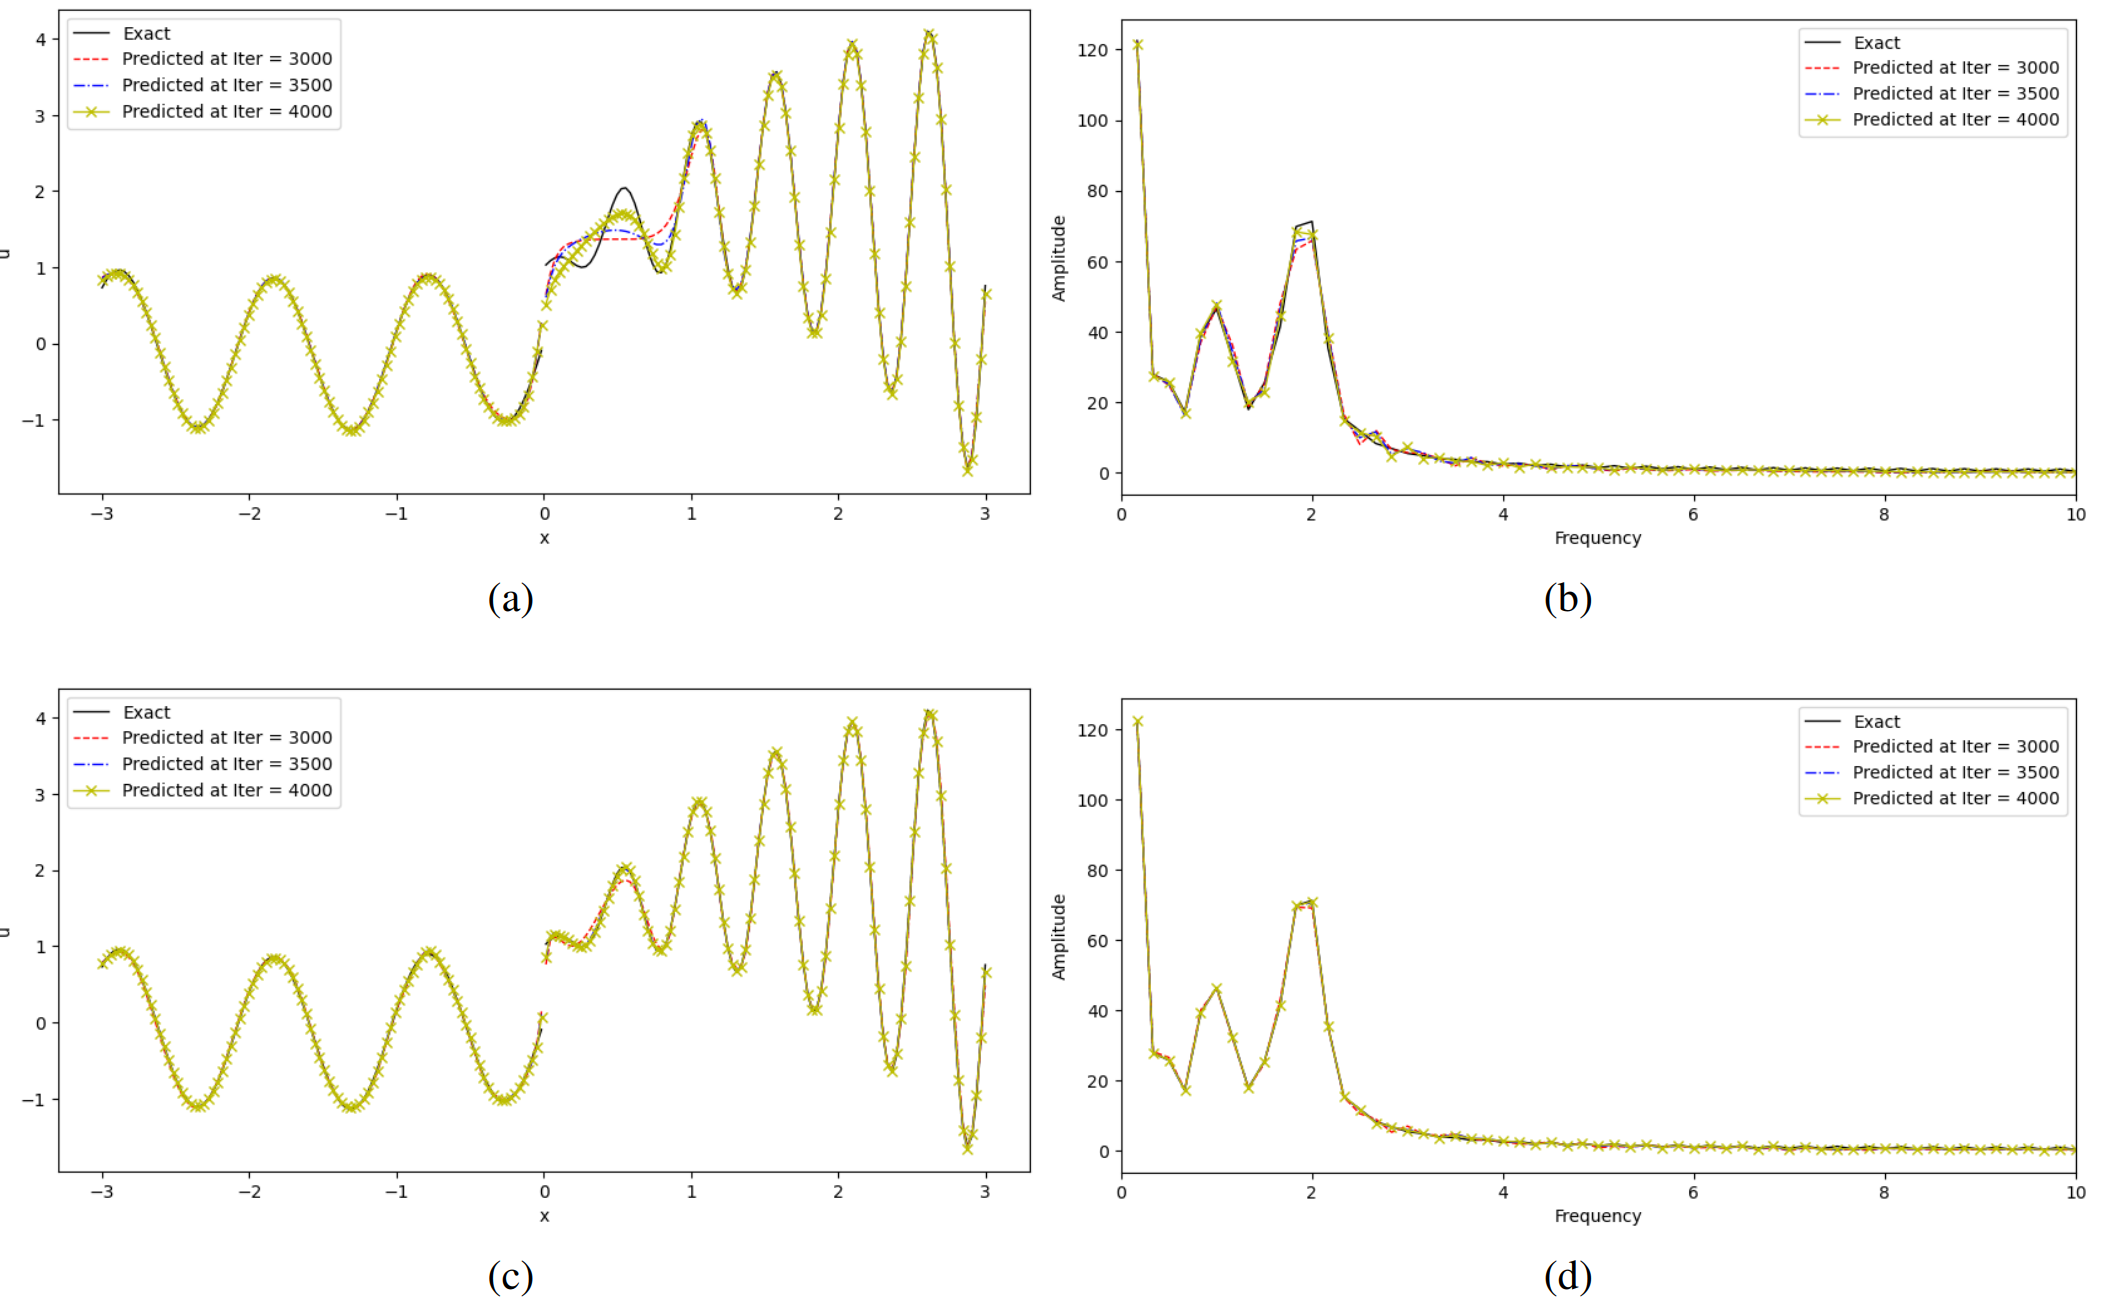 Exact
Predicted at Iter = 3000
Predicted at Iter = 3500
Predicted at Iter = 4000
4
3
2
1
0
−1
u
−3 −2 −1 0 1 2 3
x
(a)
Exact
Predicted at Iter = 3000
Predicted at Iter = 3500
Predicted at Iter = 4000
120
100
80
60
40
20
0
Amplitude
0 2 4 6 8 10
Frequency
(b)
Exact
Predicted at Iter = 3000
Predicted at Iter = 3500
Predicted at Iter = 4000
4
3
2
1
0
−1
u
−3 −2 −1 0 1 2 3
x
(c)
Exact
Predicted at Iter = 3000
Predicted at Iter = 3500
Predicted at Iter = 4000
120
100
80
60
40
20
0
Amplitude
0 2 4 6 8 10
Frequency
(d)